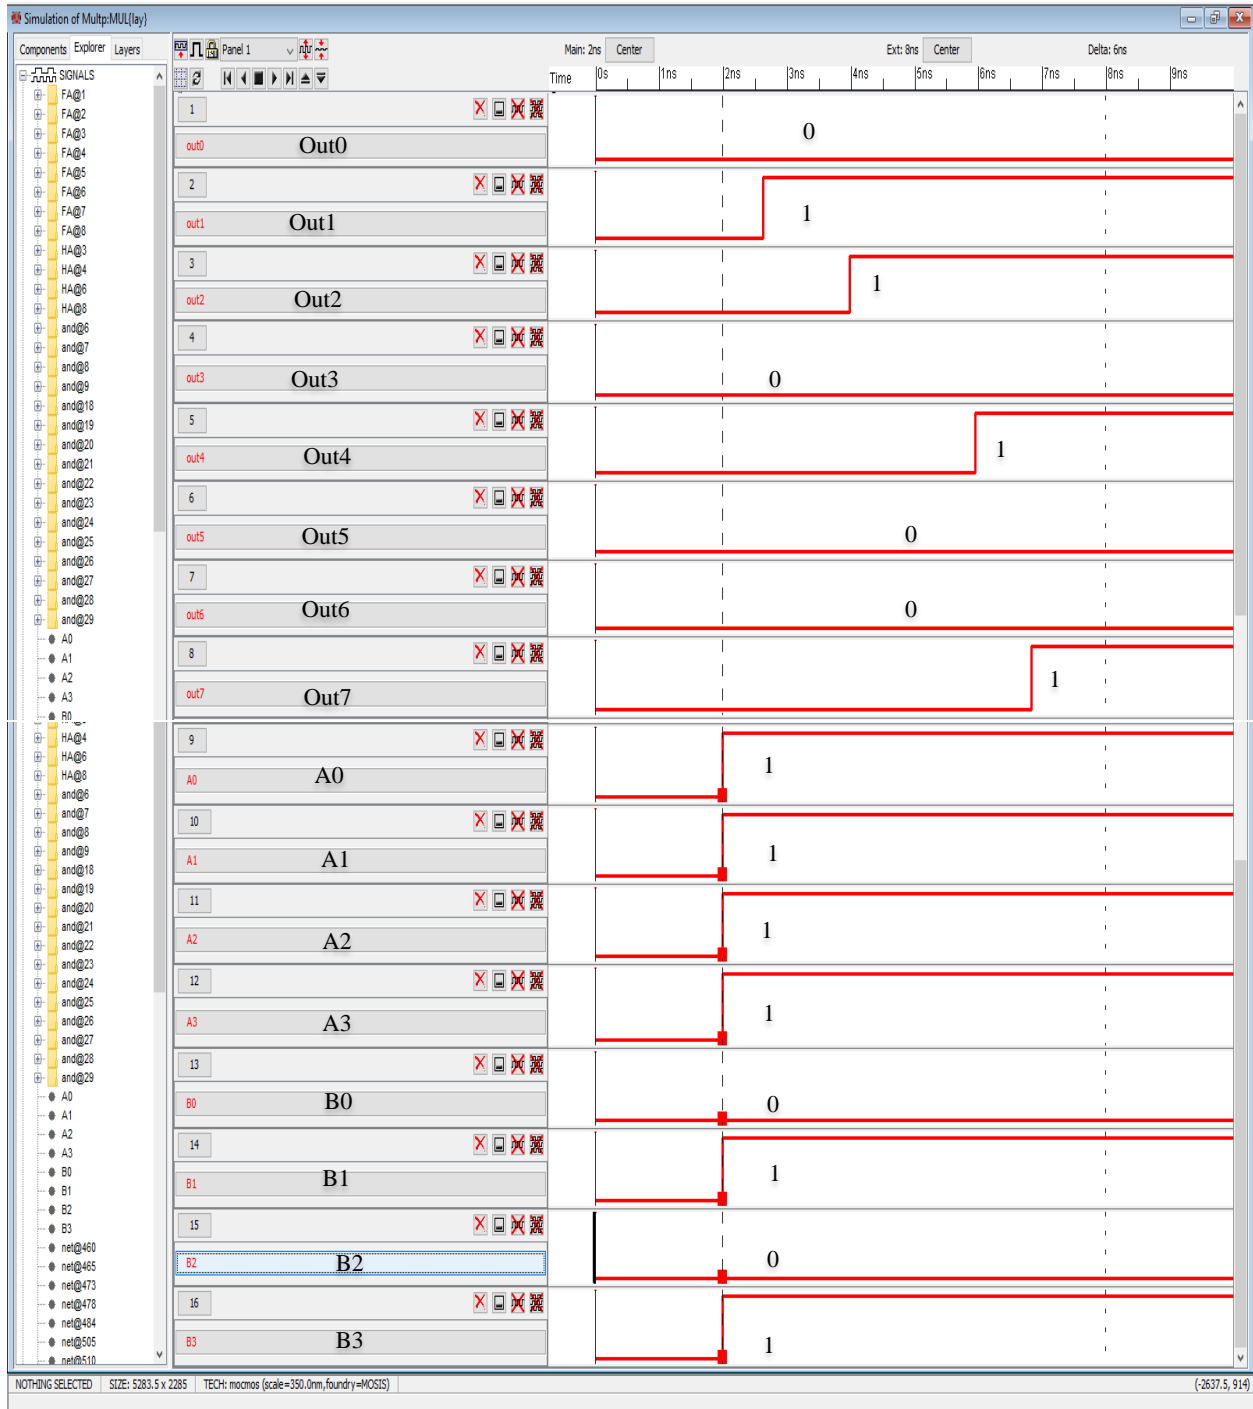 Simulation of Multp:MUL{lay}
Components Explorer Layers
Panel 1
Main: 2ns Center Ext: 8ns Center Delta: 6ns
Time 0s 1ns 2ns 3ns 4ns 5ns 6ns 7ns 8ns 9ns
SIGNALS
FA@1
FA@2
FA@3
FA@4
FA@5
FA@6
FA@7
FA@8
HA@3
HA@4
HA@6
HA@8
and@6
and@7
and@8
and@9
and@18
and@19
and@20
and@21
and@22
and@23
and@24
and@25
and@26
and@27
and@28
and@29
A0
A1
A2
A3
B0
HA@4
HA@6
HA@8
and@6
and@7
and@8
and@9
and@18
and@19
and@20
and@21
and@22
and@23
and@24
and@25
and@26
and@27
and@28
and@29
A0
A1
A2
A3
B0
B1
B2
B3
net@460
net@465
net@473
net@478
net@484
net@505
net@510
1
out0 Out0 0
2
out1 Out1 1
3
out2 Out2 1
4
out3 Out3 0
5
out4 Out4 1
6
out5 Out5 0
7
out6 Out6 0
8
out7 Out7 1
9
A0 A0 1
10
A1 A1 1
11
A2 A2 1
12
A3 A3 1
13
B0 B0 0
14
B1 B1 1
15
B2 B2 0
16
B3 B3 1
NOTHING SELECTED SIZE: 5283.5 x 2285 TECH: mocmos (scale=350.0nm,foundry=MOSIS) (-2637.5, 914)